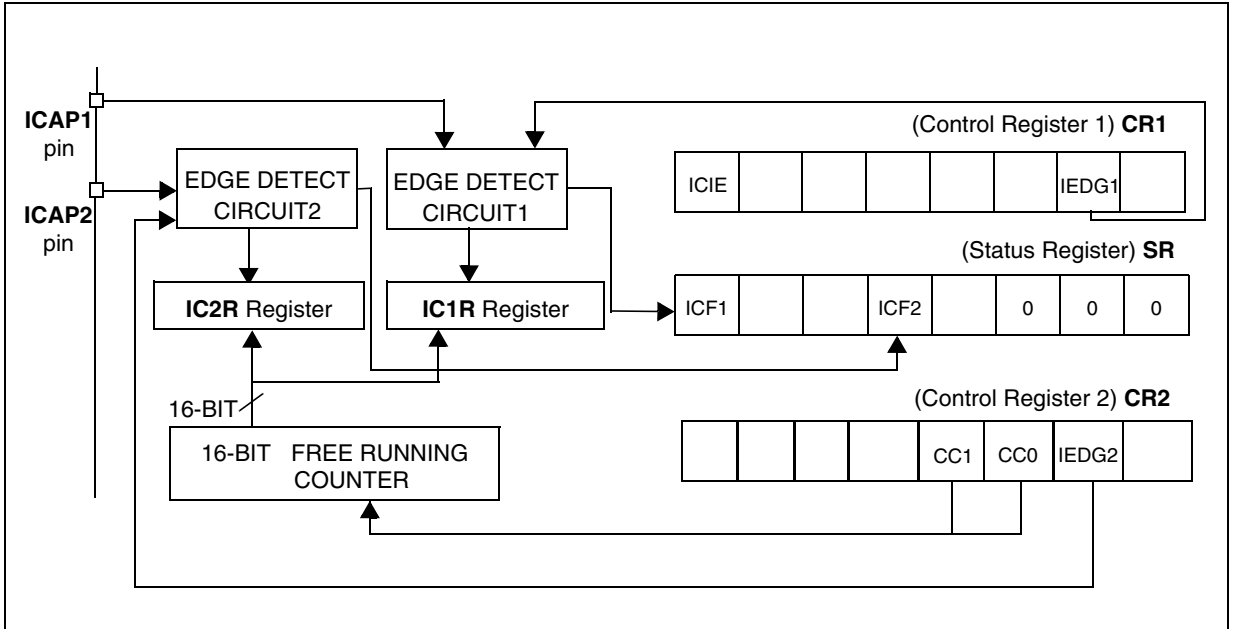 ICAP1
pin
ICAP2
pin
EDGE DETECT
CIRCUIT2
EDGE DETECT
CIRCUIT1
IC2R Register
IC1R Register
16-BIT
16-BIT FREE RUNNING
COUNTER
(Control Register 1) CR1
ICIE IEDG1
(Status Register) SR
ICF1 ICF2 0 0 0
(Control Register 2) CR2
CC1 CC0 IEDG2